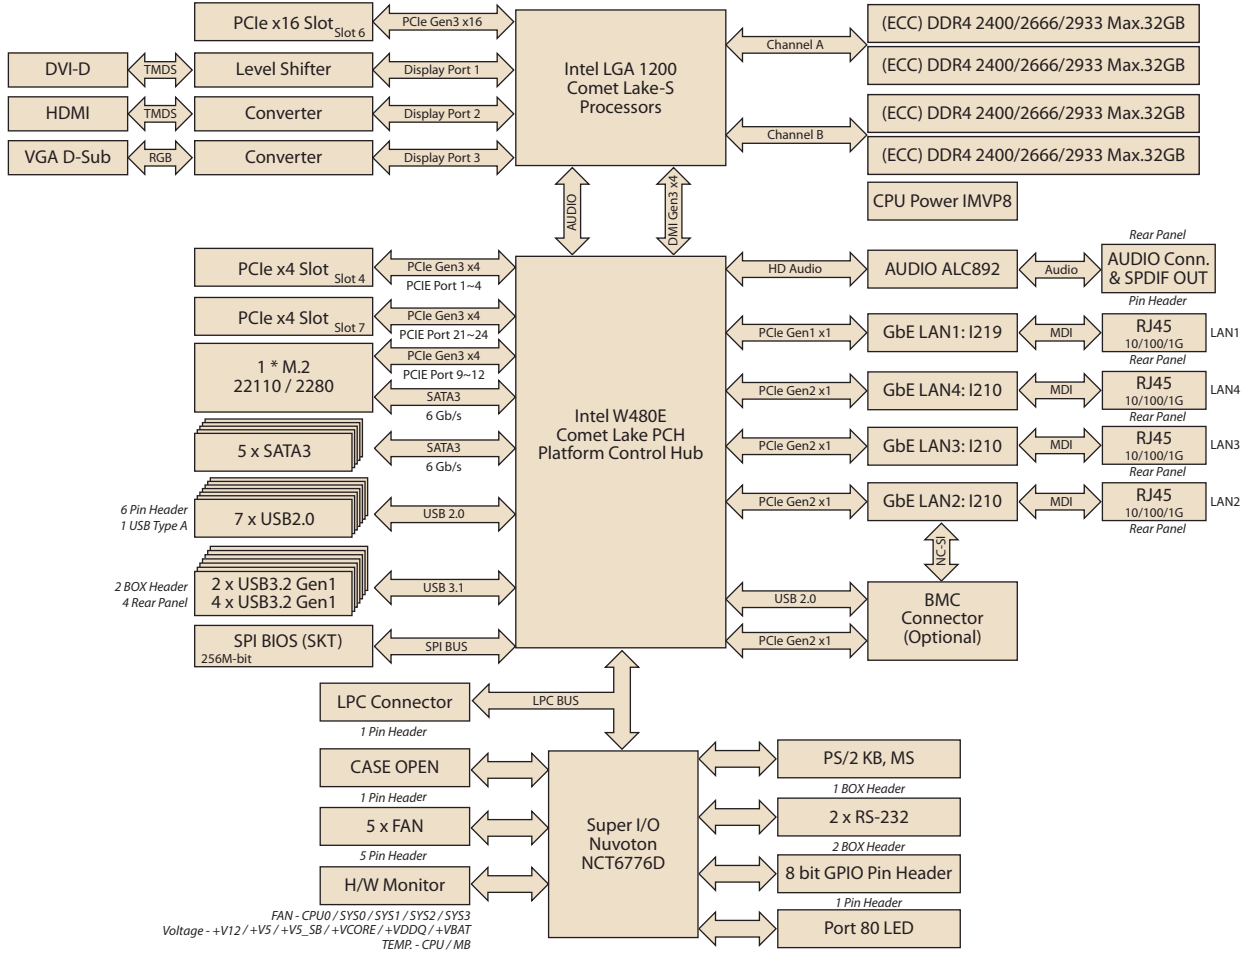 PCIe x16 Slot
Slot 6
PCIe Gen3 x16
DVI-D
TMDS
Level Shifter
Display Port 1
HDMI
TMDS
Converter
Display Port 2
VGA D-Sub
RGB
Converter
Display Port 3
Intel LGA 1200
Comet Lake-S
Processors
Channel A
(ECC) DDR4 2400/2666/2933 Max.32GB
(ECC) DDR4 2400/2666/2933 Max.32GB
Channel B
(ECC) DDR4 2400/2666/2933 Max.32GB
(ECC) DDR4 2400/2666/2933 Max.32GB
CPU Power IMVP8
AUDIO
DMI Gen3 x4
PCIe x4 Slot
Slot 4
PCIe Gen3 x4
PCIE Port 1~4
PCIe x4 Slot
Slot 7
PCIe Gen3 x4
PCIE Port 21~24
1 * M.2
22110 / 2280
PCIe Gen3 x4
PCIE Port 9~12
SATA3
6 Gb/s
5 x SATA3
SATA3
6 Gb/s
6 Pin Header
1 USB Type A
7 x USB2.0
USB 2.0
2 BOX Header
4 Rear Panel
2 x USB3.2 Gen1
4 x USB3.2 Gen1
USB 3.1
SPI BIOS (SKT)
256M-bit
SPI BUS
Intel W480E
Comet Lake PCH
Platform Control Hub
HD Audio
AUDIO ALC892
Audio
Rear Panel
AUDIO Conn.
& SPDIF OUT
Pin Header
PCIe Gen1 x1
GbE LAN1: I219
MDI
RJ45
10/100/1G
LAN1
Rear Panel
PCIe Gen2 x1
GbE LAN4: I210
MDI
RJ45
10/100/1G
LAN4
Rear Panel
PCIe Gen2 x1
GbE LAN3: I210
MDI
RJ45
10/100/1G
LAN3
Rear Panel
PCIe Gen2 x1
GbE LAN2: I210
MDI
RJ45
10/100/1G
LAN2
Rear Panel
NC-SI
USB 2.0
PCIe Gen2 x1
BMC
Connector
(Optional)
LPC Connector
LPC BUS
1 Pin Header
CASE OPEN
1 Pin Header
5 x FAN
5 Pin Header
H/W Monitor
FAN - CPU0 / SYS0 / SYS1 / SYS2 / SYS3
Voltage - +V12 / +V5 / +V5_SB / +VCORE / +VDDQ / +VBAT
TEMP. - CPU / MB
Super I/O
Nuvoton
NCT6776D
PS/2 KB, MS
1 BOX Header
2 x RS-232
2 BOX Header
8 bit GPIO Pin Header
1 Pin Header
Port 80 LED